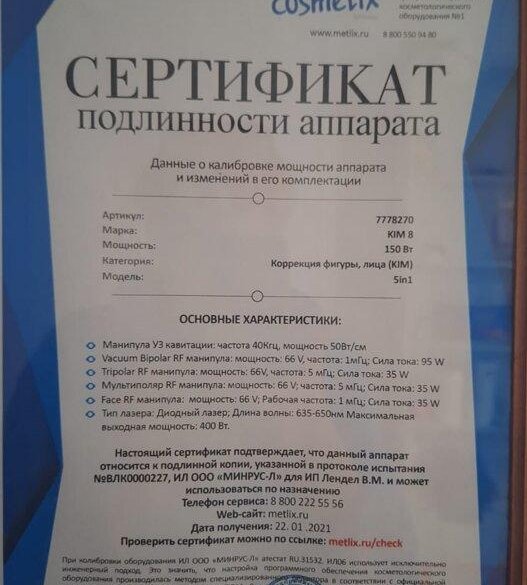 cosmetix
косметологического
оборудования №1
www.metlix.ru 8 800 550 04 80
СЕРТИФИКАТ
ПОДЛИННОСТИ аппарата
Данные о калибровке мощности аппарата
и изменений в его комплектации
Артикул: 7778270
Марка: KIM 8
Мощность: 150 Вт
Категория: Коррекция фигуры, лица (KIM)
Модель: 5in1
ОСНОВНЫЕ ХАРАКТЕРИСТИКИ:
Манипула УЗ кавитации: частота 40Кгц, мощность 50Вт/см
Vacuum Bipolar RF манипула: мощность: 66 V, частота: 1мГц; Сила тока: 95 W
Tripolar RF манипула: мощность: 66V, частота: 5 мГц; Сила тока: 35 W
Мультиполяр RF манипула: мощность: 66 V; частота: 5 мГц; Сила тока: 35 W
Face RF манипула: мощность: 66 V; Рабочая частота: 1 мГц; Сила тока: 35 W
Тип лазера: Диодный лазер; Длина волны: 635-650нм Максимальная
выходная мощность: 400 Вт.
Настоящий сертификат подтверждает, что данный аппарат
относится к подлинной копии, указанной в протоколе испытания
№ВЛК0000227, ИЛ ООО «МИНРУС-Л» для ИП Лендел В.М. и может
использоваться по назначению
Телефон сервиса: 8 800 222 55 56
Web-сайт: metlix.ru
Дата получения: 22. 01 .2021
Проверить сертификат можно по ссылке: metlix.ru/check
При калибровки оборудования ИЛ ООО «МИНРУС-Л» атестат RU.31532. ИЛ06 использует исключительно
инженерный подход. Это значить, что настройка программного обеспечения косметологического
оборудования производилась методом в соответствии с официальной